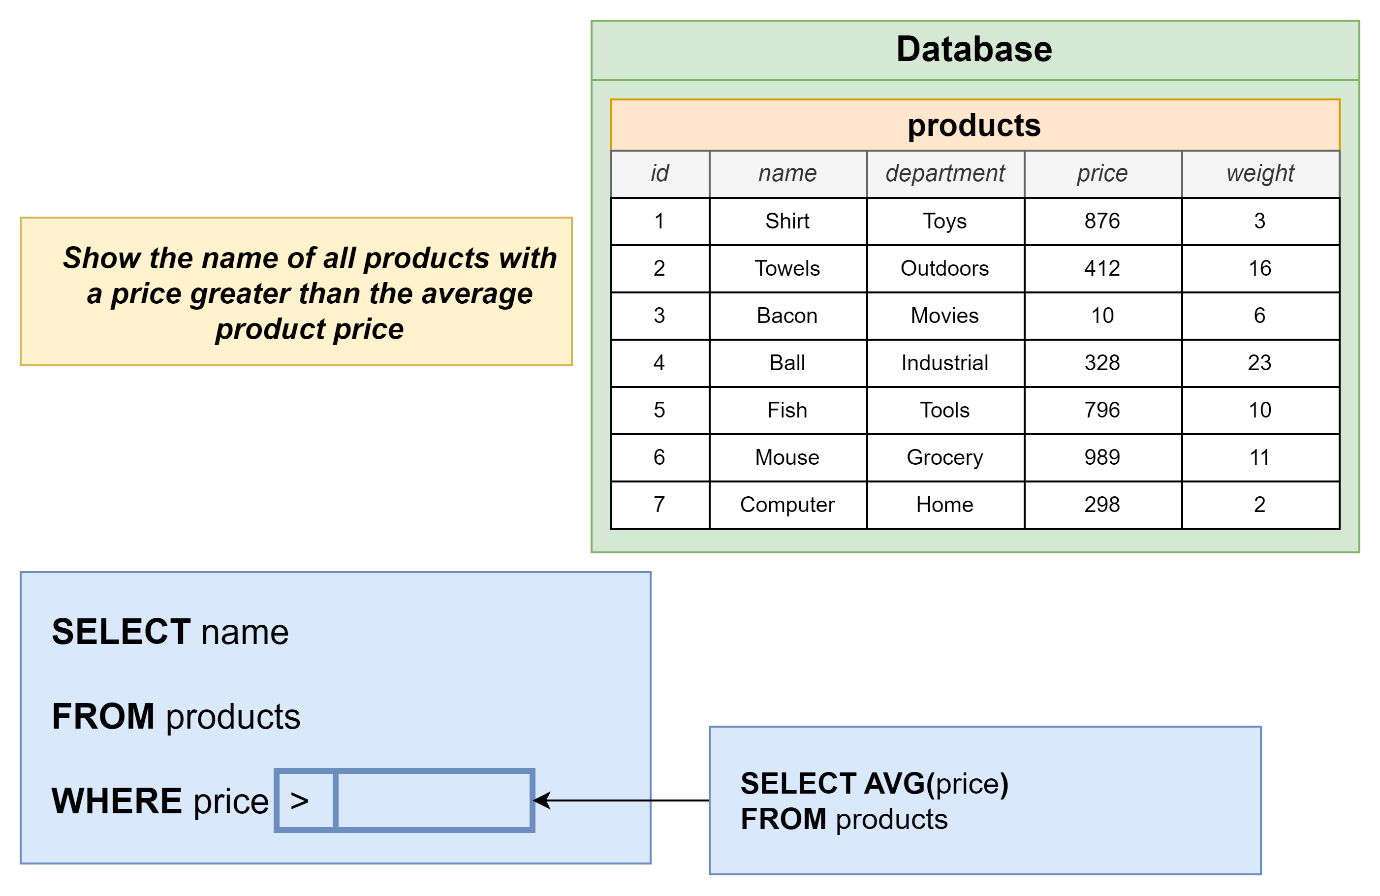 Database
products
id name department price weight
1 Shirt Toys 876 3
2 Towels Outdoors 412 16
3 Bacon Movies 10 6
4 Ball Industrial 328 23
5 Fish Tools 796 10
6 Mouse Grocery 989 11
7 Computer Home 298 2
Show the name of all products with
a price greater than the average
product price
SELECT name
FROM products
WHERE price >
SELECT AVG(price)
FROM products